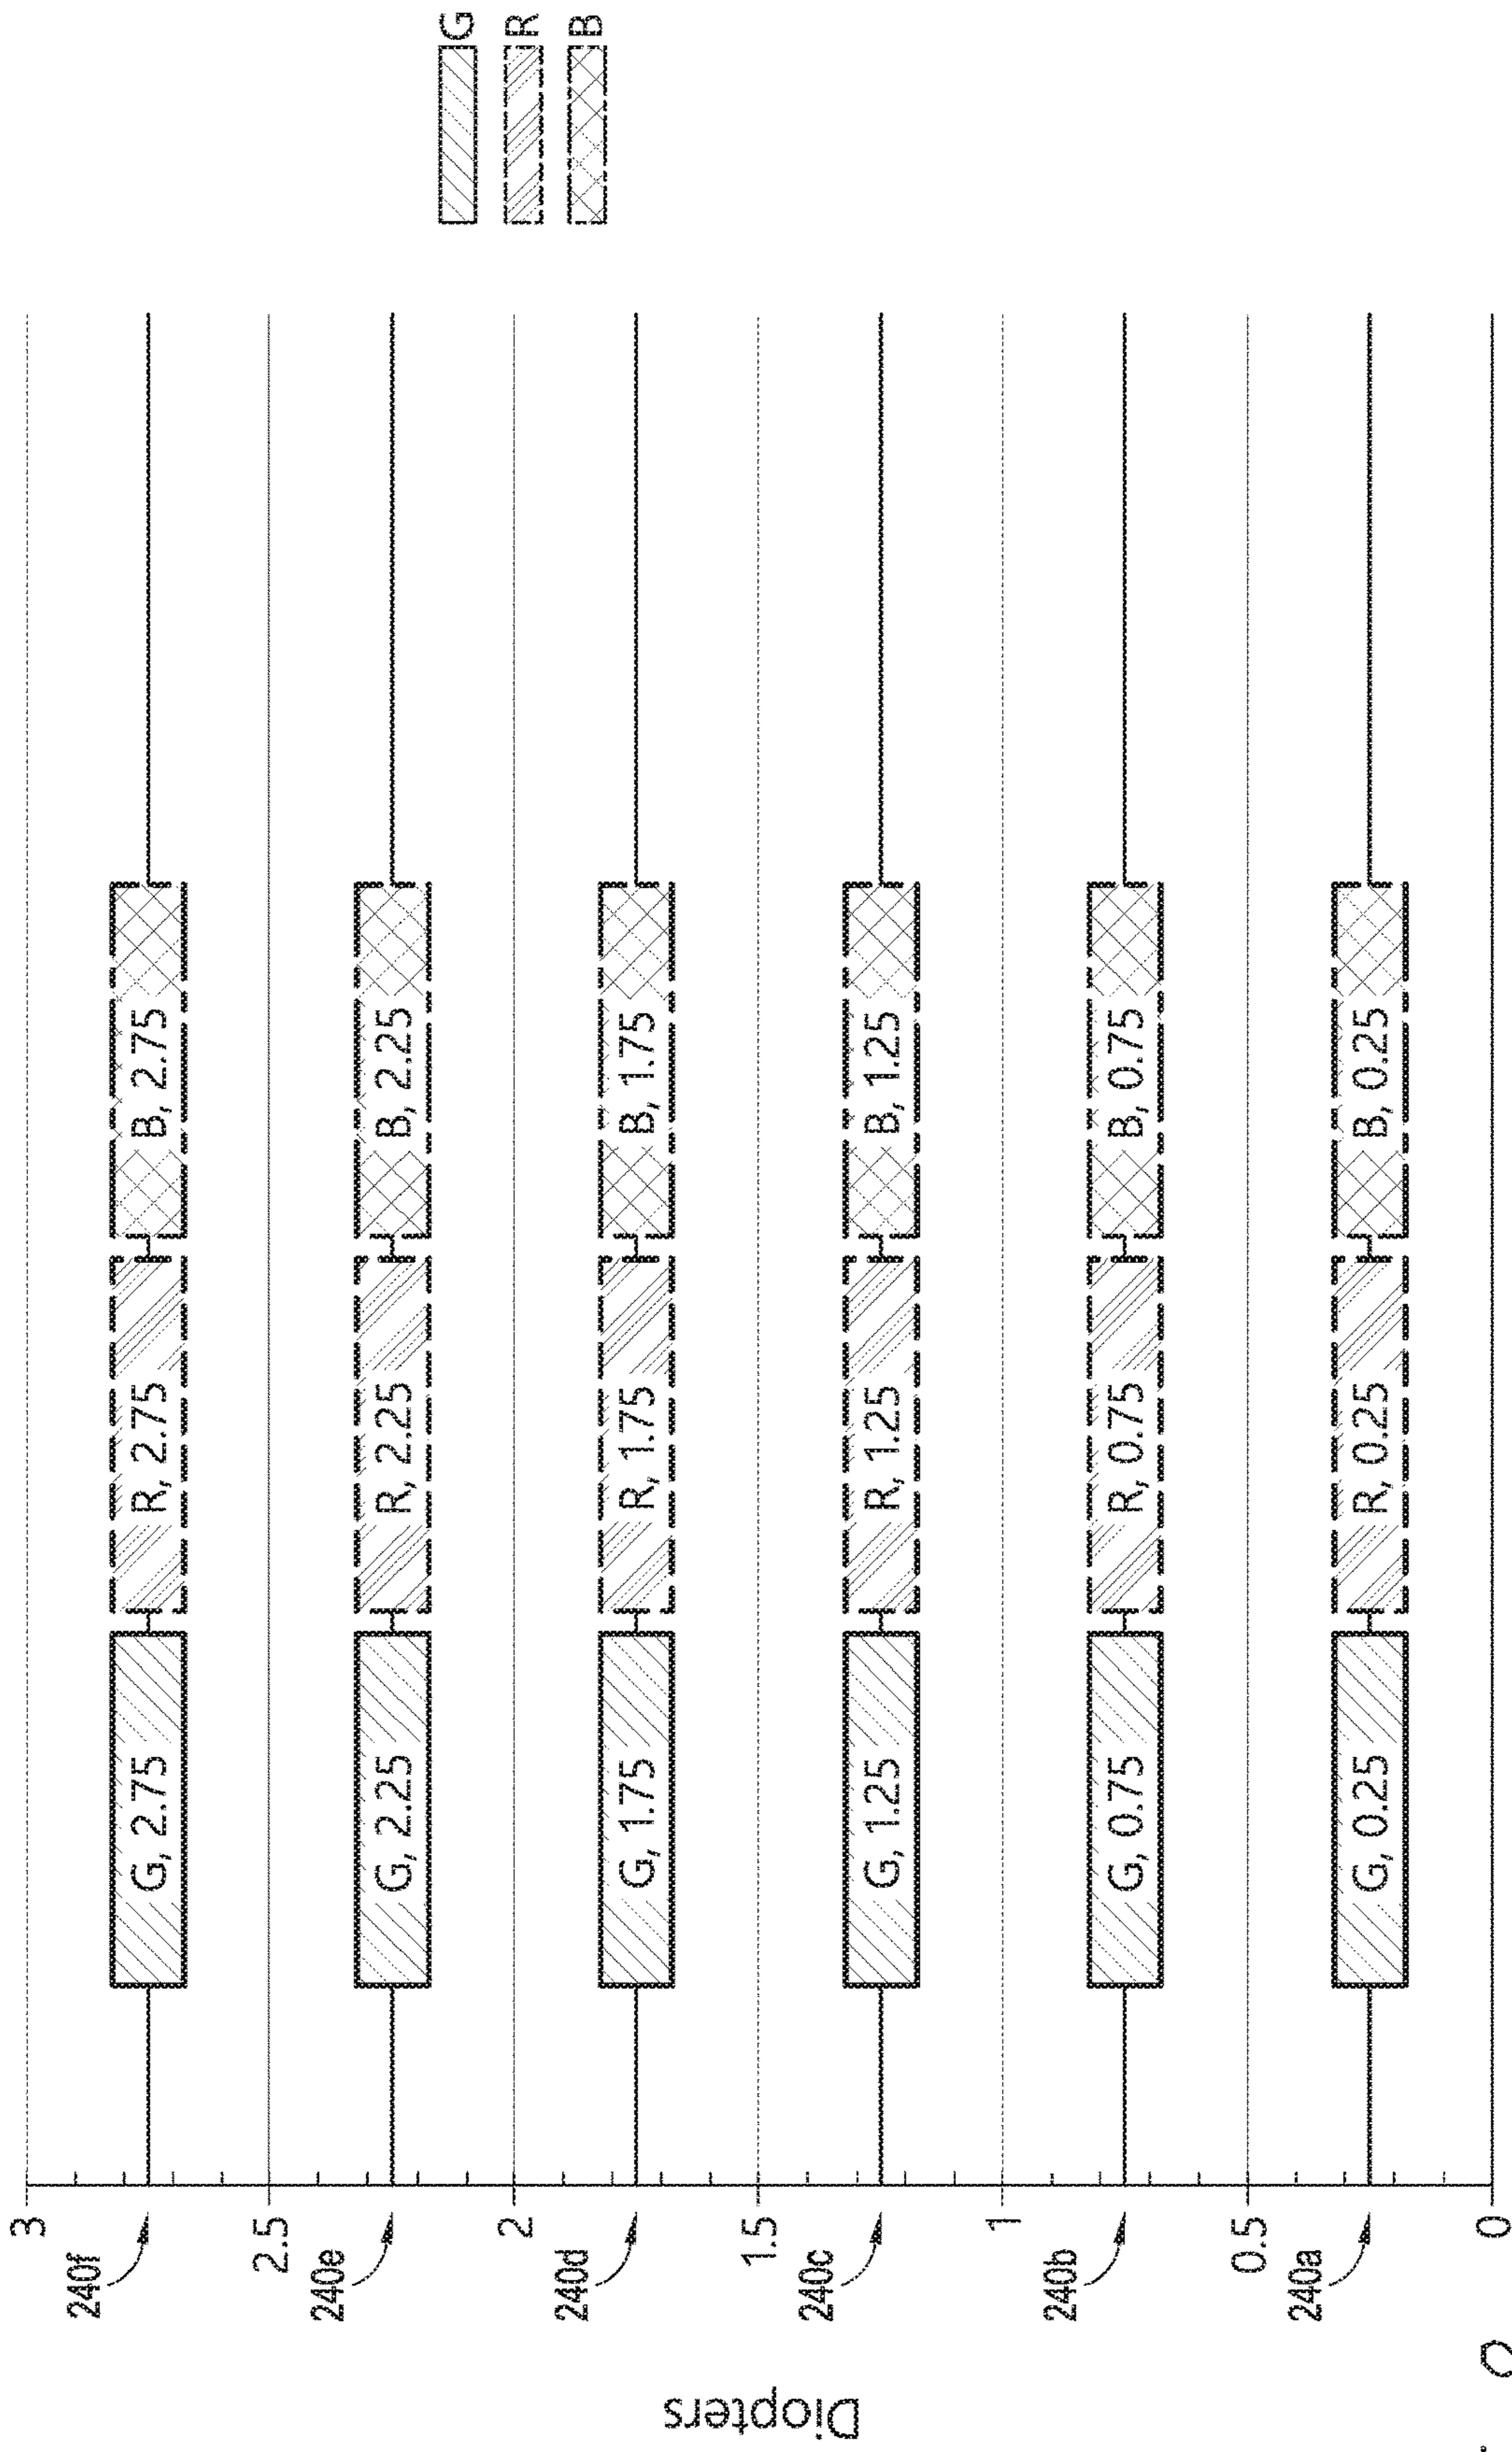 Diopters
3
240f
G, 2.75
R, 2.75
B, 2.75
2.5
240e
G, 2.25
R, 2.25
B, 2.25
2
240d
G, 1.75
R, 1.75
B, 1.75
1.5
240c
G, 1.25
R, 1.25
B, 1.25
1
240b
G, 0.75
R, 0.75
B, 0.75
0.5
240a
G, 0.25
R, 0.25
B, 0.25
0
G
R
B